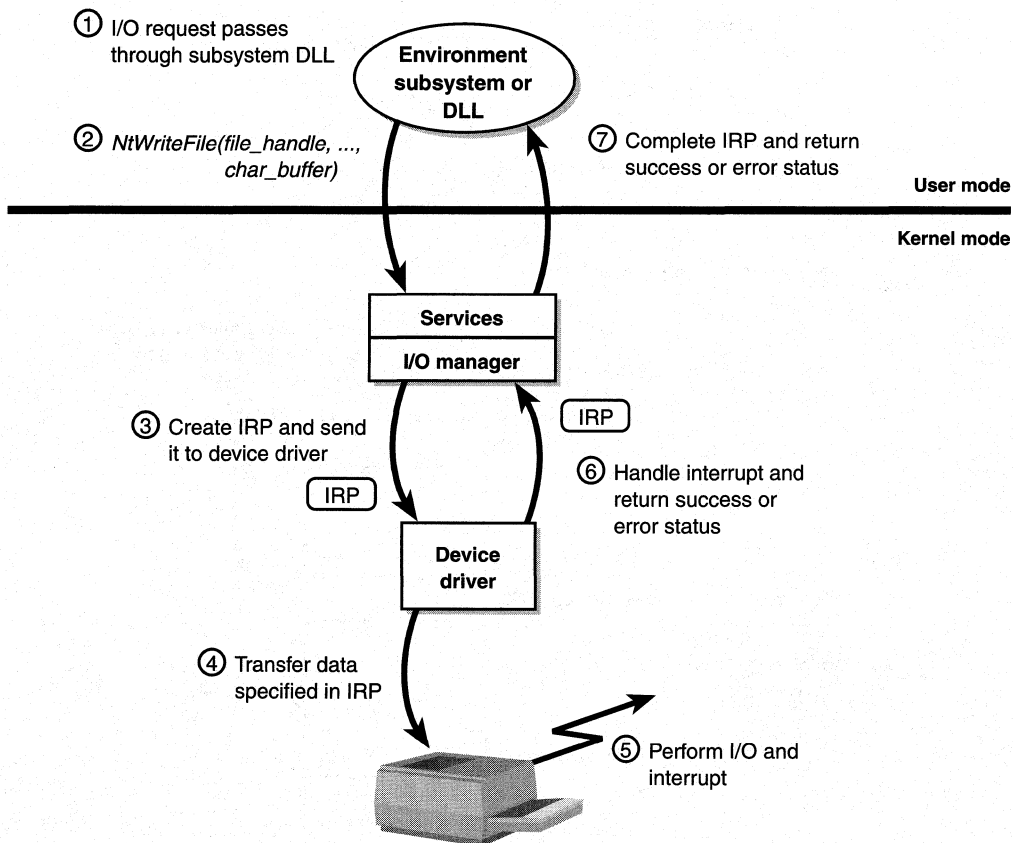 ① I/O request passes
through subsystem DLL
Environment
subsystem or
DLL
② NtWriteFile(file_handle, ...,
char_buffer)
⑦ Complete IRP and return
success or error status
User mode
Kernel mode
Services
I/O manager
③ Create IRP and send
it to device driver
IRP
IRP
⑥ Handle interrupt and
return success or
error status
Device
driver
④ Transfer data
specified in IRP
⑤ Perform I/O and
interrupt